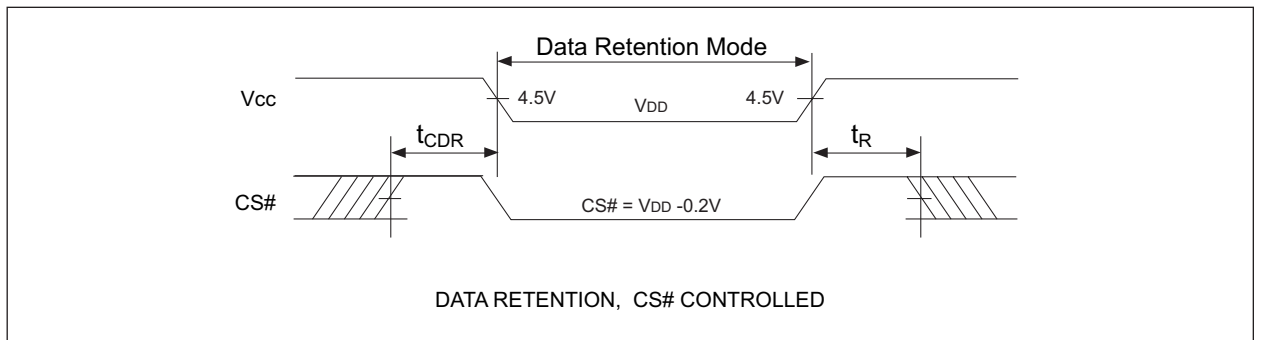 Data Retention Mode
Vcc
4.5V
VDD
4.5V
tCDR
tR
CS#
CS# = VDD -0.2V
DATA RETENTION, CS# CONTROLLED